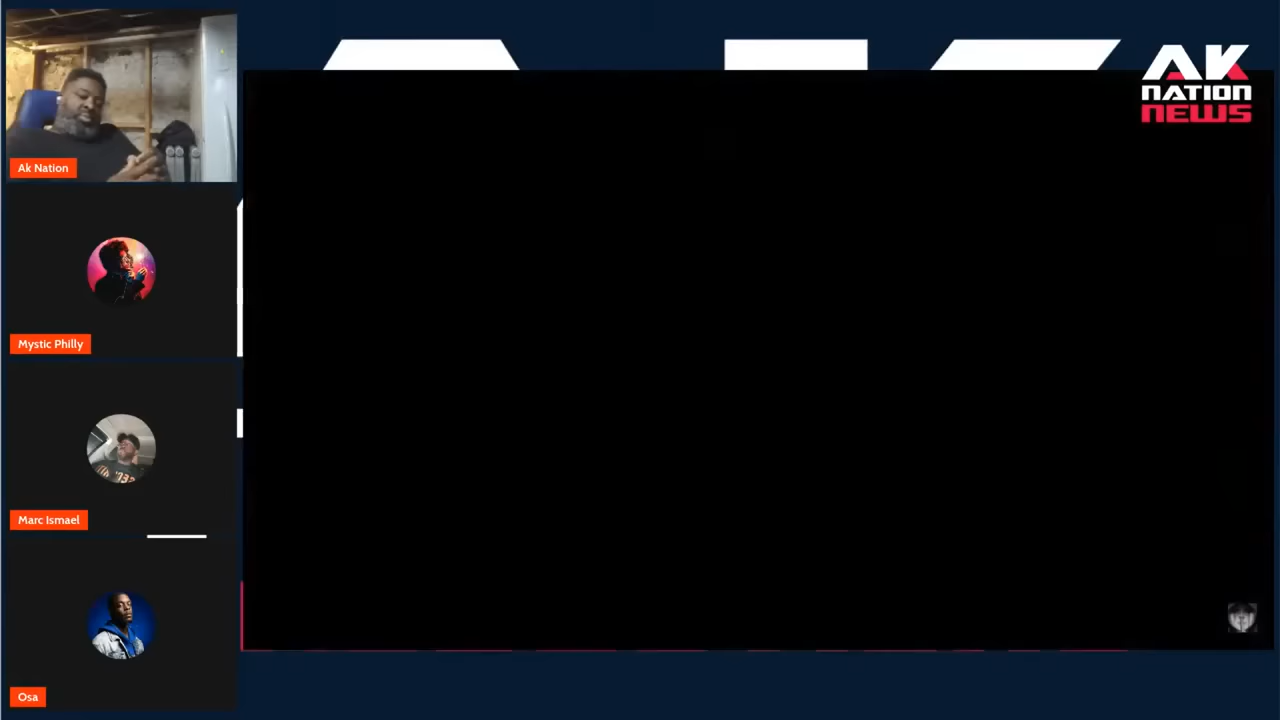 AK
NATION
NEWS
Ak Nation
Mystic Philly
Marc Ismael
Osa